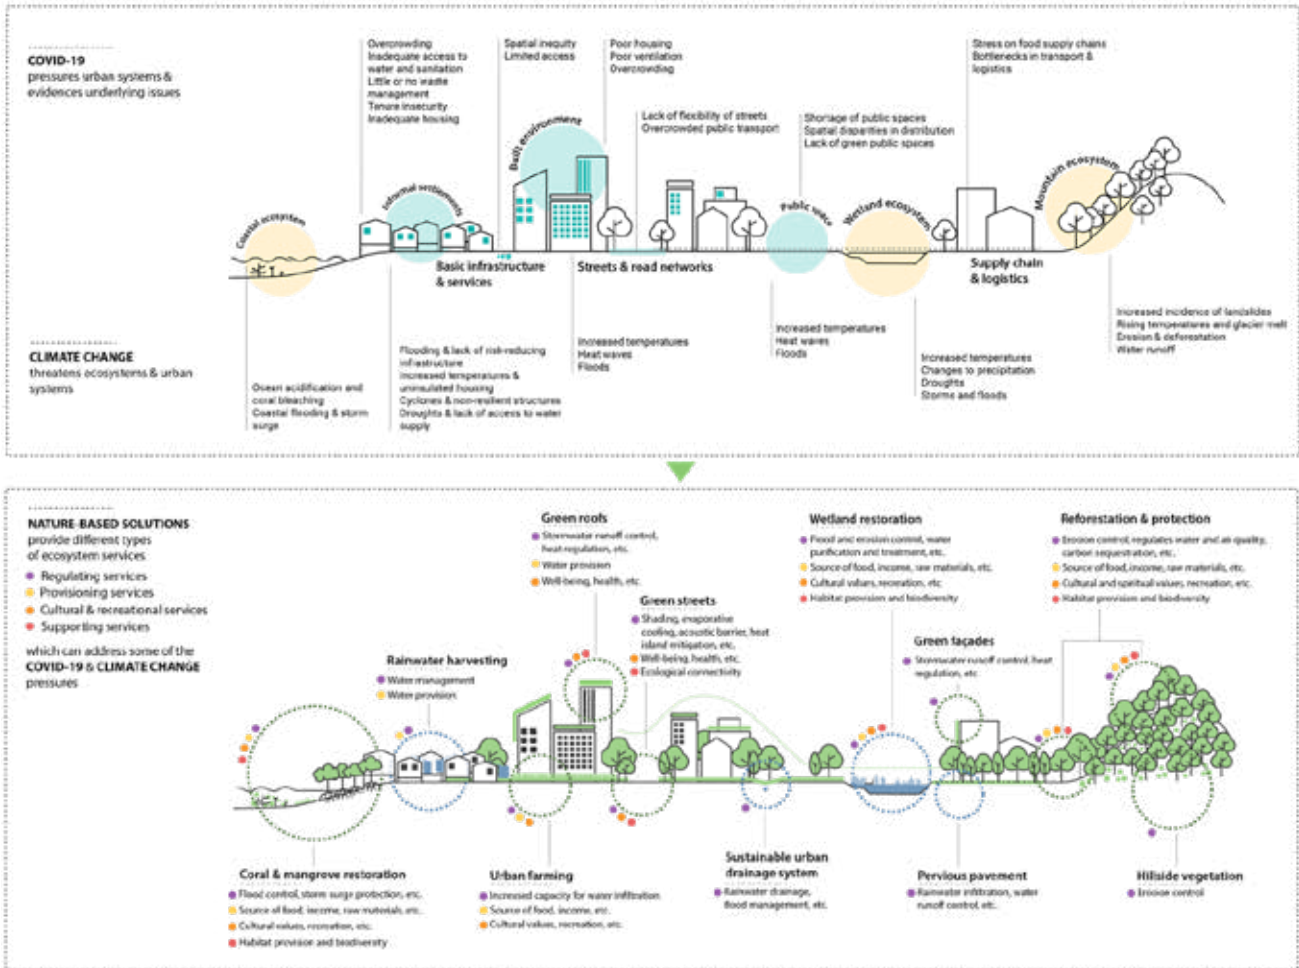 COVID-19
pressures urban systems &
evidences underlying issues
Overcrowding
Inadequate access to
water and sanitation
Little or no waste
management
Tenure insecurity
Inadequate housing
Spatial inequity
Limited access
Poor housing
Poor ventilation
Overcrowding
Lack of flexibility of streets
Overcrowded public transport
Shortage of public spaces
Spatial disparities in distribution
Lack of green public spaces
Stress on food supply chains
Bottlenecks in transport &
logistics
Coastal ecosystem
Informal settlements
Built environment
Public space
Wetland ecosystem
Mountain ecosystem
Basic infrastructure
& services
Streets & road networks
Supply chain
& logistics
CLIMATE CHANGE
threatens ecosystems & urban
systems
Ocean acidification and
coral bleaching
Coastal flooding & storm
surge
Flooding & lack of risk-reducing
infrastructure
Increased temperatures &
uninsulated housing
Cyclones & non-resilient structures
Droughts & lack of access to water
supply
Increased temperatures
Heat waves
Floods
Increased temperatures
Heat waves
Floods
Increased temperatures
Changes to precipitation
Droughts
Storms and floods
Increased incidence of landslides
Rising temperatures and glacier melt
Erosion & deforestation
Water runoff
NATURE-BASED SOLUTIONS
provide different types
of ecosystem services
Regulating services
Provisioning services
Cultural & recreational services
Supporting services
which can address some of the
COVID-19 & CLIMATE CHANGE
pressures
Rainwater harvesting
Water management
Water provision
Green roofs
Stormwater runoff control,
heat regulation, etc.
Water provision
Well-being, health, etc.
Green streets
Shading, evaporative
cooling, acoustic barrier, heat
island mitigation, etc.
Well-being, health, etc.
Ecological connectivity
Wetland restoration
Flood and erosion control, water
purification and treatment, etc.
Source of food, income, raw materials, etc.
Cultural values, recreation, etc
Habitat provision and biodiversity
Green façades
Stormwater runoff control, heat
regulation, etc
Reforestation & protection
Erosion control, regulates water and air quality,
carbon sequestration, etc.
Source of food, income, raw materials, etc.
Cultural and spiritual values, recreation, etc.
Habitat provision and biodiversity
Coral & mangrove restoration
Flood control, storm surge protection, etc.
Source of food, income, raw materials, etc.
Cultural values, recreation, etc.
Habitat provision and biodiversity
Urban farming
Increased capacity for water infiltration
Source of food, income, etc.
Cultural values, recreation, etc.
Sustainable urban
drainage system
Rainwater drainage,
flood management, etc.
Pervious pavement
Rainwater infiltration, water
runoff control, etc.
Hillside vegetation
Erosion control